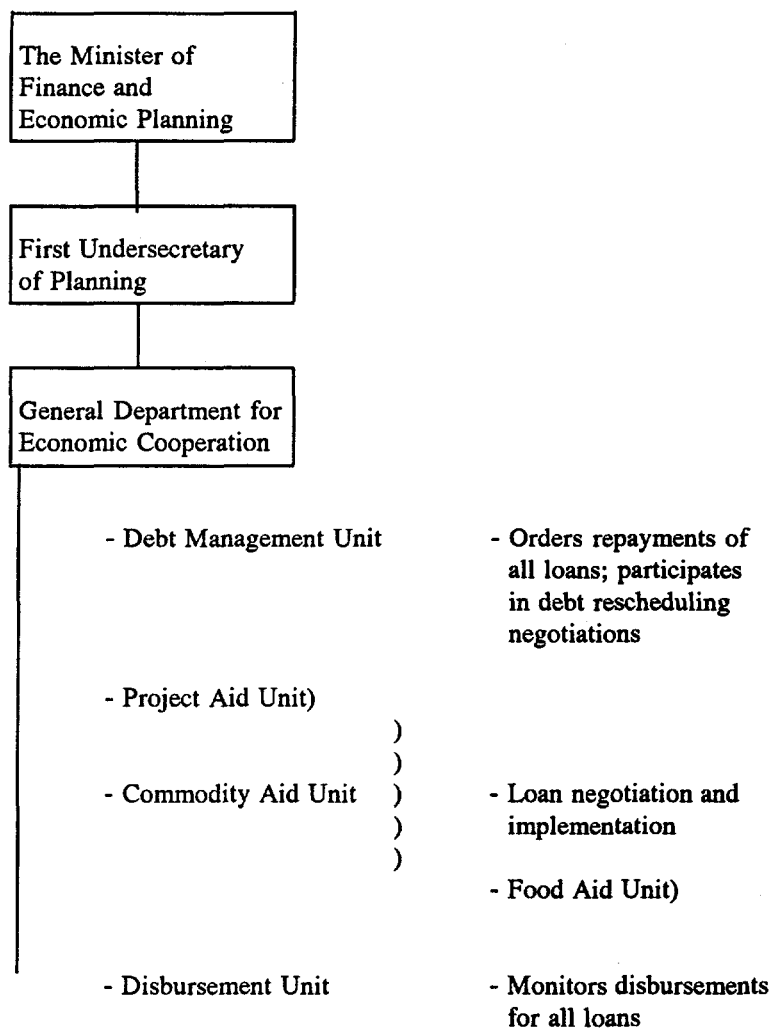 The Minister of
Finance and
Economic Planning
First Undersecretary
of Planning
General Department for
Economic Cooperation
- Debt Management Unit - Orders repayments of
all loans; participates
in debt rescheduling
negotiations
- Project Aid Unit)
)
)
- Commodity Aid Unit ) - Loan negotiation and
) implementation
)
- Food Aid Unit)
- Disbursement Unit - Monitors disbursements
for all loans